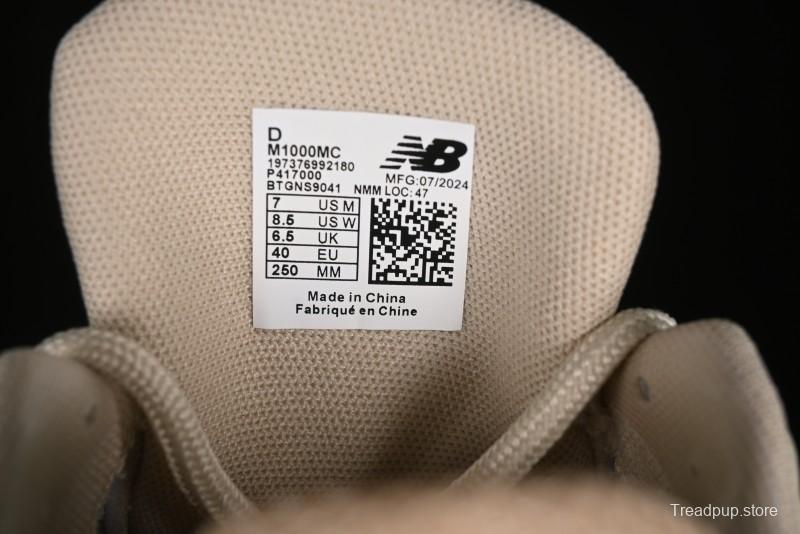 D
M1000MC
197376992180
P417000
BTGNS9041
NB
MFG:07/2024
NMM LOC: 47
7 US M
8.5 US W
6.5 UK
40 EU
250 MM
Made in China
Fabriqué en Chine
Treadpup.store